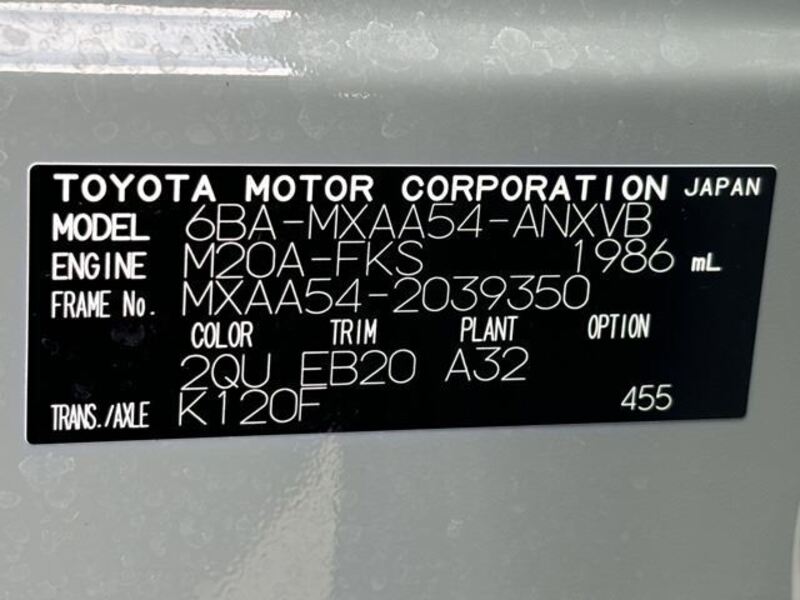 TOYOTA MOTOR CORPORATION JAPAN
MODEL 6BA-MXAA54-ANXVB
ENGINE M20A-FKS 1986 mL
FRAME No. MXAA54-2039350
COLOR TRIM PLANT OPTION
2QU EB20 A32
TRANS./AXLE K120F 455